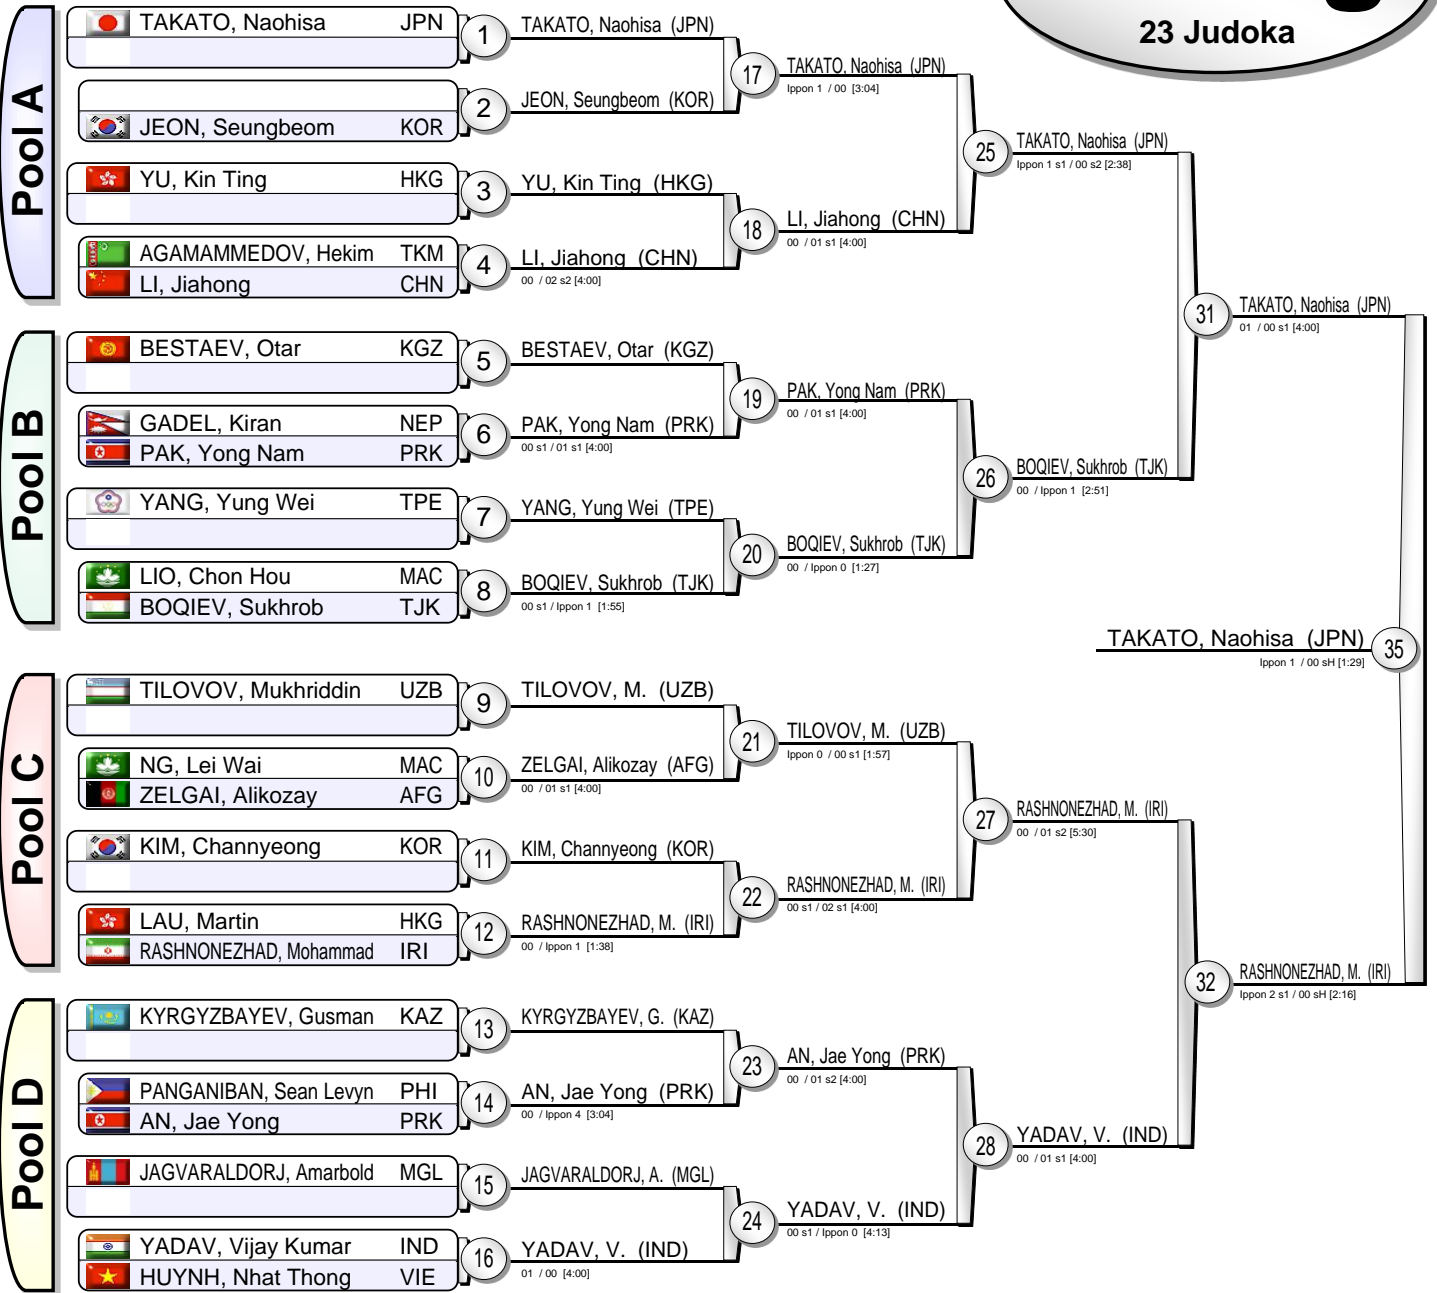 23 Judoka
Pool A
TAKATO, Naohisa JPN
1
TAKATO, Naohisa (JPN)
2
JEON, Seungbeom KOR
JEON, Seungbeom (KOR)
17
TAKATO, Naohisa (JPN)
Ippon 1 / 00 [3:04]
YU, Kin Ting HKG
3
YU, Kin Ting (HKG)
AGAMAMMEDOV, Hekim TKM
LI, Jiahong CHN
4
LI, Jiahong (CHN)
00 / 02 s2 [4:00]
18
LI, Jiahong (CHN)
00 / 01 s1 [4:00]
25
TAKATO, Naohisa (JPN)
Ippon 1 s1 / 00 s2 [2:38]
Pool B
BESTAEV, Otar KGZ
5
BESTAEV, Otar (KGZ)
GADEL, Kiran NEP
PAK, Yong Nam PRK
6
PAK, Yong Nam (PRK)
00 s1 / 01 s1 [4:00]
19
PAK, Yong Nam (PRK)
00 / 01 s1 [4:00]
YANG, Yung Wei TPE
7
YANG, Yung Wei (TPE)
LIO, Chon Hou MAC
BOQIEV, Sukhrob TJK
8
BOQIEV, Sukhrob (TJK)
00 s1 / Ippon 1 [1:55]
20
BOQIEV, Sukhrob (TJK)
00 / Ippon 0 [1:27]
26
BOQIEV, Sukhrob (TJK)
00 / Ippon 1 [2:51]
31
TAKATO, Naohisa (JPN)
01 / 00 s1 [4:00]
TAKATO, Naohisa (JPN)
Ippon 1 / 00 sH [1:29]
35
Pool C
TILOVOV, Mukhriddin UZB
9
TILOVOV, M. (UZB)
NG, Lei Wai MAC
ZELGAI, Alikozay AFG
10
ZELGAI, Alikozay (AFG)
00 / 01 s1 [4:00]
21
TILOVOV, M. (UZB)
Ippon 0 / 00 s1 [1:57]
KIM, Channyeong KOR
11
KIM, Channyeong (KOR)
LAU, Martin HKG
RASHNONEZHAD, Mohammad IRI
12
RASHNONEZHAD, M. (IRI)
00 / Ippon 1 [1:38]
22
RASHNONEZHAD, M. (IRI)
00 s1 / 02 s1 [4:00]
27
RASHNONEZHAD, M. (IRI)
00 / 01 s2 [5:30]
Pool D
KYRGYZBAYEV, Gusman KAZ
13
KYRGYZBAYEV, G. (KAZ)
PANGANIBAN, Sean Levyn PHI
AN, Jae Yong PRK
14
AN, Jae Yong (PRK)
00 / Ippon 4 [3:04]
23
AN, Jae Yong (PRK)
00 / 01 s2 [4:00]
JAGVARALDORJ, Amarbold MGL
15
JAGVARALDORJ, A. (MGL)
YADAV, Vijay Kumar IND
HUYNH, Nhat Thong VIE
16
YADAV, V. (IND)
01 / 00 [4:00]
24
YADAV, V. (IND)
00 s1 / Ippon 0 [4:13]
28
YADAV, V. (IND)
00 / 01 s1 [4:00]
32
RASHNONEZHAD, M. (IRI)
Ippon 2 s1 / 00 sH [2:16]